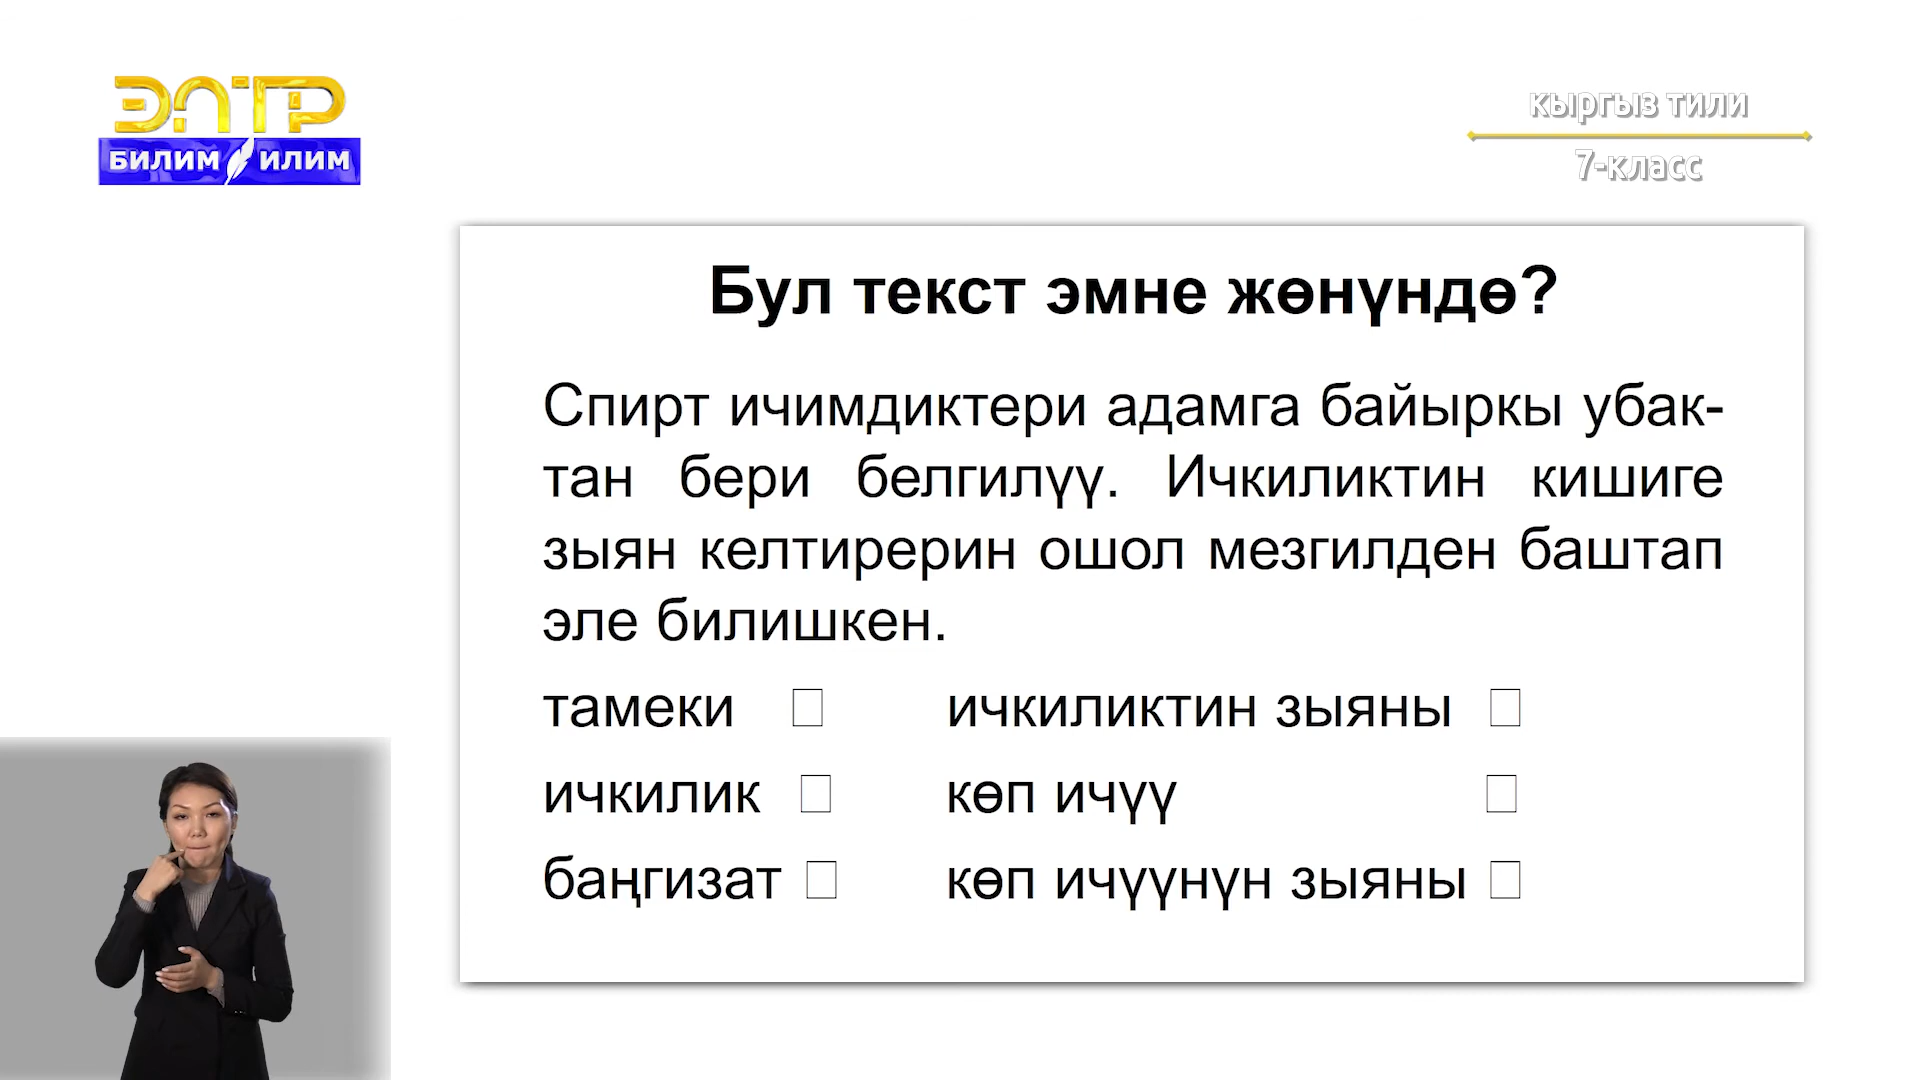 ЭЛТР
БИЛИМ ИЛИМ
кыргыз тили
7-класс
Бул текст эмне жөнүндө?
Спирт ичимдиктери адамга байыркы убак-
тан бери белгилүү. Ичкиликтин кишиге
зыян келтирерин ошол мезгилден баштап
эле билишкен.
тамеки ичкиликтин зыяны
ичкилик көп ичүү
баңгизат көп ичүүнүн зыяны